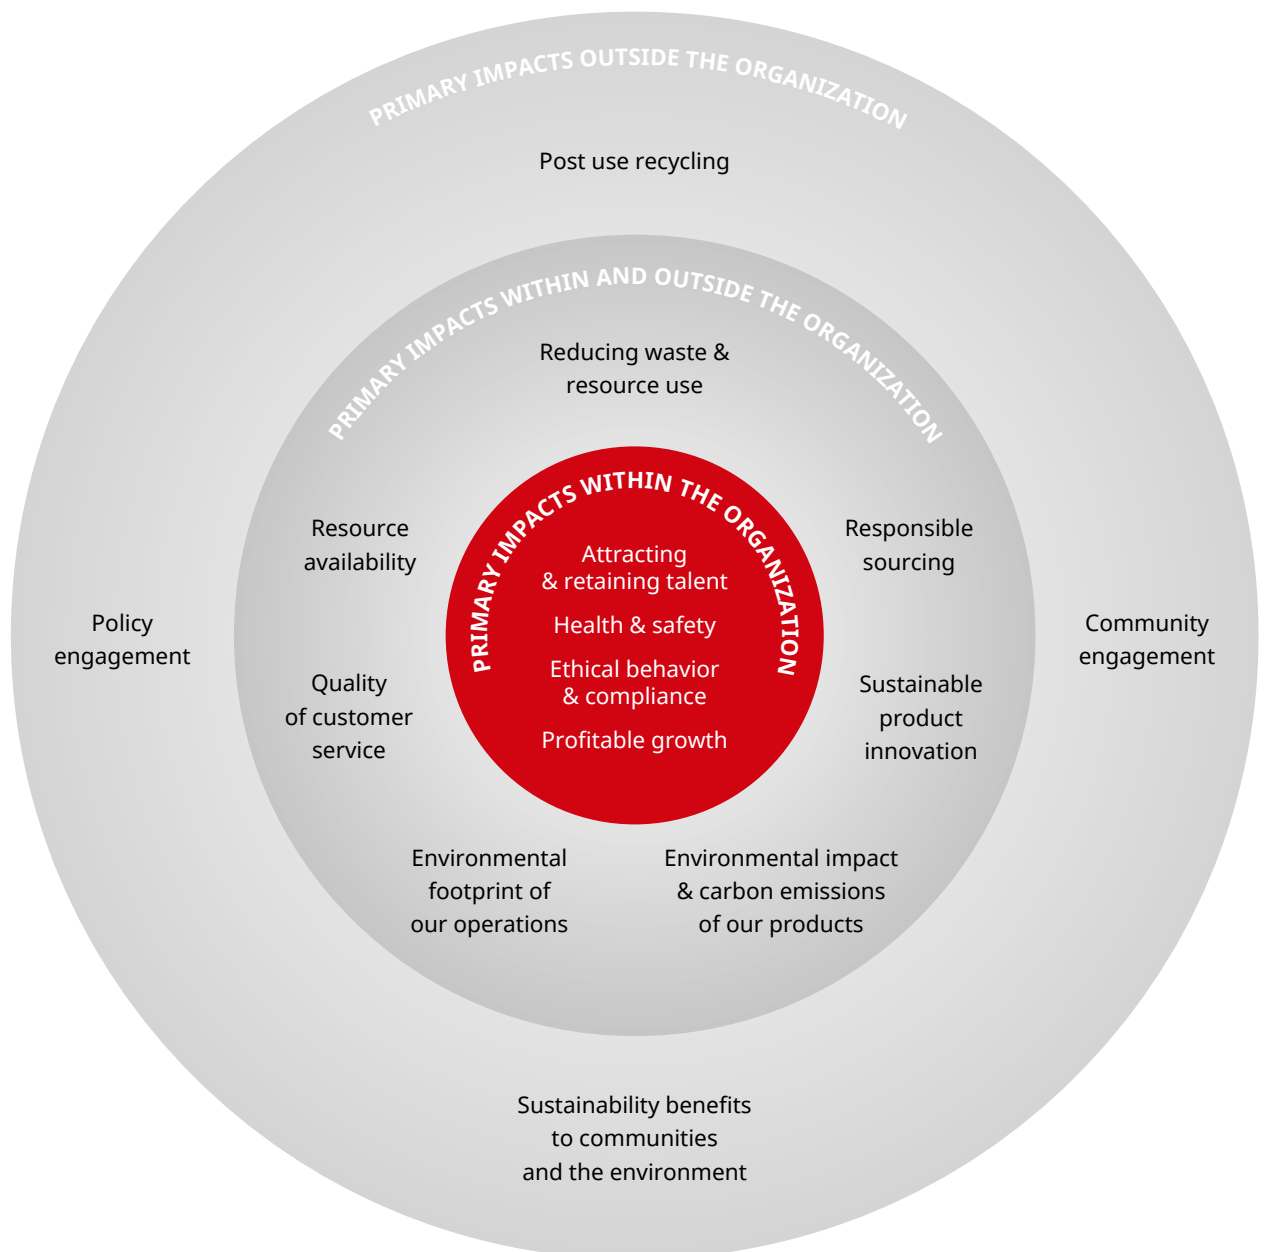 PRIMARY IMPACTS OUTSIDE THE ORGANIZATION
Post use recycling
PRIMARY IMPACTS WITHIN AND OUTSIDE THE ORGANIZATION
Reducing waste &
resource use
PRIMARY IMPACTS WITHIN THE ORGANIZATION
Attracting
& retaining talent
Health & safety
Ethical behavior
& compliance
Profitable growth
Resource
availability
Responsible
sourcing
Policy
engagement
Community
engagement
Quality
of customer
service
Sustainable
product
innovation
Environmental
footprint of
our operations
Environmental impact
& carbon emissions
of our products
Sustainability benefits
to communities
and the environment